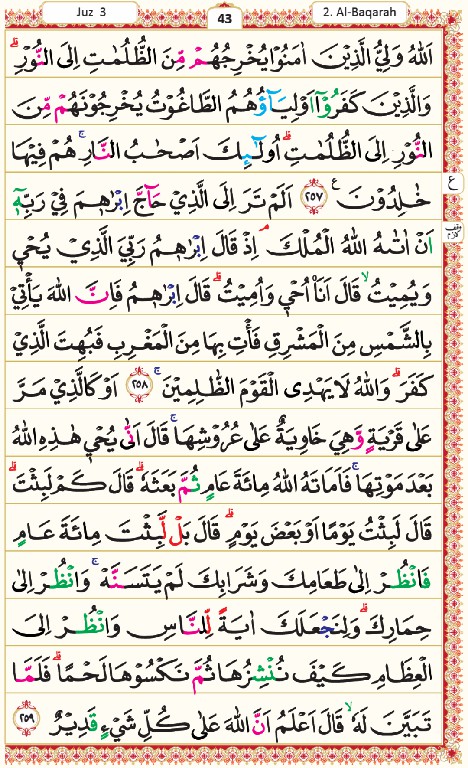 Juz 3
43
2. Al-Baqarah
اَللّٰهُ وَلِيُّ الَّذِيْنَ اٰمَنُوْا يُخْرِجُهُمْ مِّنَ الظُّلُمٰتِ اِلَى النُّوْرِ ؕ
وَالَّذِيْنَ كَفَرُوْۤا اَوْلِيٰٓـُٔهُمُ الطَّاغُوْتُ يُخْرِجُوْنَهُمْ مِّنَ
النُّوْرِ اِلَى الظُّلُمٰتِ ؕ اُولٰٓئِكَ اَصْحٰبُ النَّارِ ۚ هُمْ فِيْهَا
خٰلِدُوْنَ ࣖ ٢٥٧ اَلَمْ تَرَ اِلَى الَّذِيْ حَآجَّ اِبْرٰهٖمَ فِيْ رَبِّهٖۤ
ع
اَنْ اٰتٰىهُ اللّٰهُ الْمُلْكَ ۘ اِذْ قَالَ اِبْرٰهٖمُ رَبِّيَ الَّذِيْ يُحْيٖ
وقف لازم
وَيُمِيْتُ ۙ قَالَ اَنَا۠ اُحْيٖ وَاُمِيْتُ ؕ قَالَ اِبْرٰهٖمُ فَاِنَّ اللّٰهَ يَأْتِيْ
بِالشَّمْسِ مِنَ الْمَشْرِقِ فَأْتِ بِهَا مِنَ الْمَغْرِبِ فَبُهِتَ الَّذِيْ
كَفَرَ ؕ وَاللّٰهُ لَا يَهْدِى الْقَوْمَ الظّٰلِمِيْنَ ۚ ٢٥٨ اَوْ كَالَّذِيْ مَرَّ
عَلٰى قَرْيَةٍ وَّهِيَ خَاوِيَةٌ عَلٰى عُرُوْشِهَا ۚ قَالَ اَنّٰى يُحْيٖ هٰذِهِ اللّٰهُ
بَعْدَ مَوْتِهَا ۚ فَاَمَاتَهُ اللّٰهُ مِائَةَ عَامٍ ثُمَّ بَعَثَهٗ ؕ قَالَ كَمْ لَبِثْتَ ؕ
قَالَ لَبِثْتُ يَوْمًا اَوْ بَعْضَ يَوْمٍ ؕ قَالَ بَلْ لَّبِثْتَ مِائَةَ عَامٍ
فَانْظُرْ اِلٰى طَعَامِكَ وَشَرَابِكَ لَمْ يَتَسَنَّهْ ۚ وَانْظُرْ اِلٰى
حِمَارِكَ ؕ وَلِنَجْعَلَكَ اٰيَةً لِّلنَّاسِ وَانْظُرْ اِلَى
الْعِظَامِ كَيْفَ نُنْشِزُهَا ثُمَّ نَكْسُوْهَا لَحْمًا ؕ فَلَمَّا
تَبَيَّنَ لَهٗ ۙ قَالَ اَعْلَمُ اَنَّ اللّٰهَ عَلٰى كُلِّ شَيْءٍ قَدِيْرٌ ٢٥٩